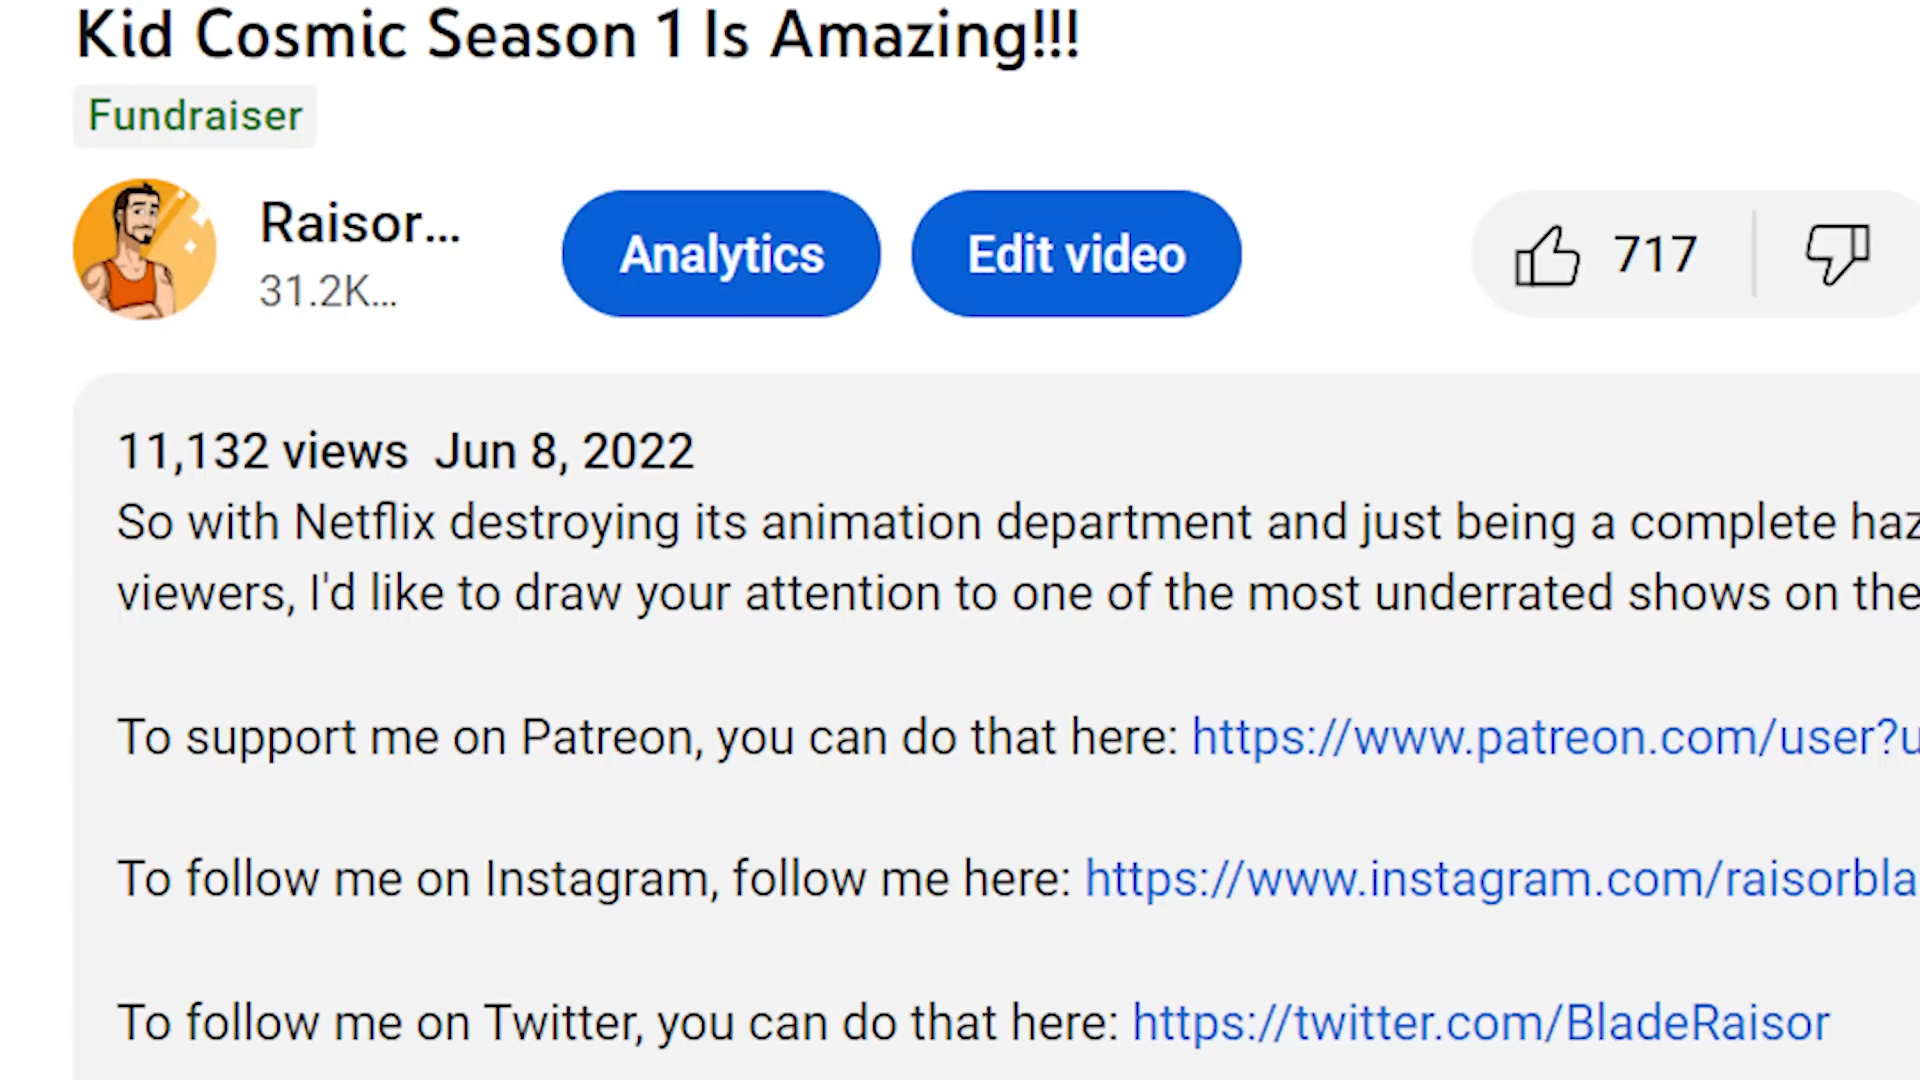 Kid Cosmic Season 1 Is Amazing!!!
Fundraiser
Raisor...
31.2K...
Analytics
Edit video
717
11,132 views Jun 8, 2022
So with Netflix destroying its animation department and just being a complete haz
viewers, I'd like to draw your attention to one of the most underrated shows on the
To support me on Patreon, you can do that here: https://www.patreon.com/user?u
To follow me on Instagram, follow me here: https://www.instagram.com/raisorbla
To follow me on Twitter, you can do that here: https://twitter.com/BladeRaisor